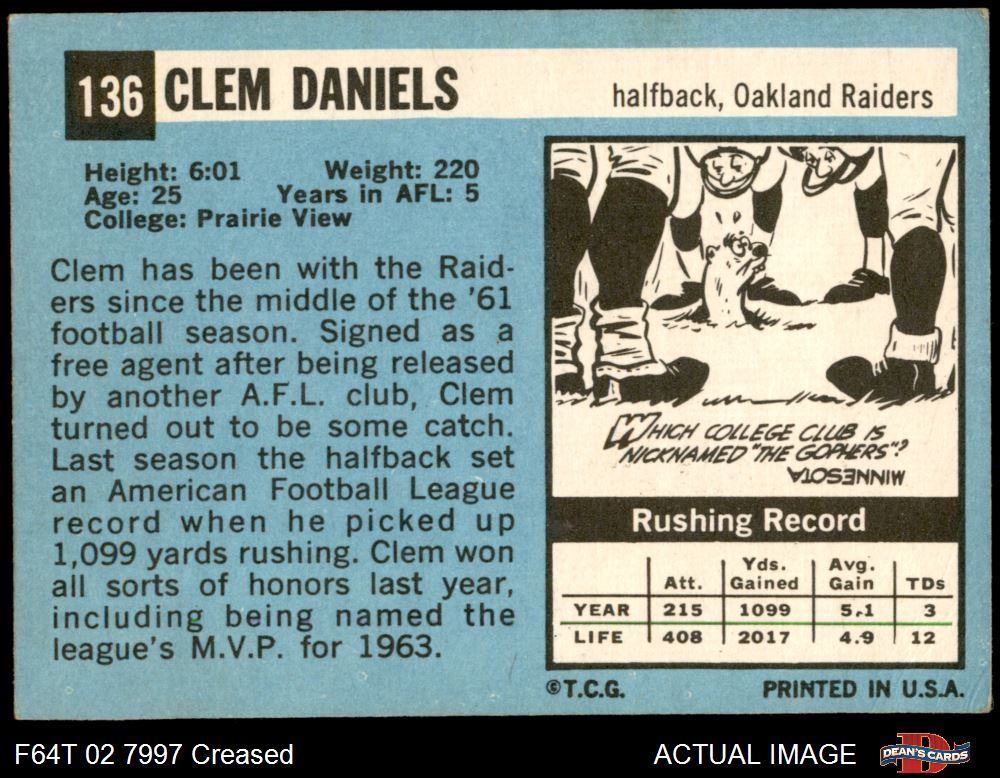 136 CLEM DANIELS halfback, Oakland Raiders
Height: 6:01 Weight: 220
Age: 25 Years in AFL: 5
College: Prairie View
Clem has been with the Raid-
ers since the middle of the '61
football season. Signed as a
free agent after being released
by another A.F.L. club, Clem
turned out to be some catch.
Last season the halfback set
an American Football League
record when he picked up
1,099 yards rushing. Clem won
all sorts of honors last year,
including being named the
league's M.V.P. for 1963.
WHICH COLLEGE CLUB IS
NICKNAMED "THE GOPHERS"?
MINNESOTA
Rushing Record
Att. Yds. Gained Avg. Gain TDs
YEAR 215 1099 5.1 3
LIFE 408 2017 4.9 12
©T.C.G. PRINTED IN U.S.A.
F64T 02 7997 Creased ACTUAL IMAGE DEAN'S CARDS